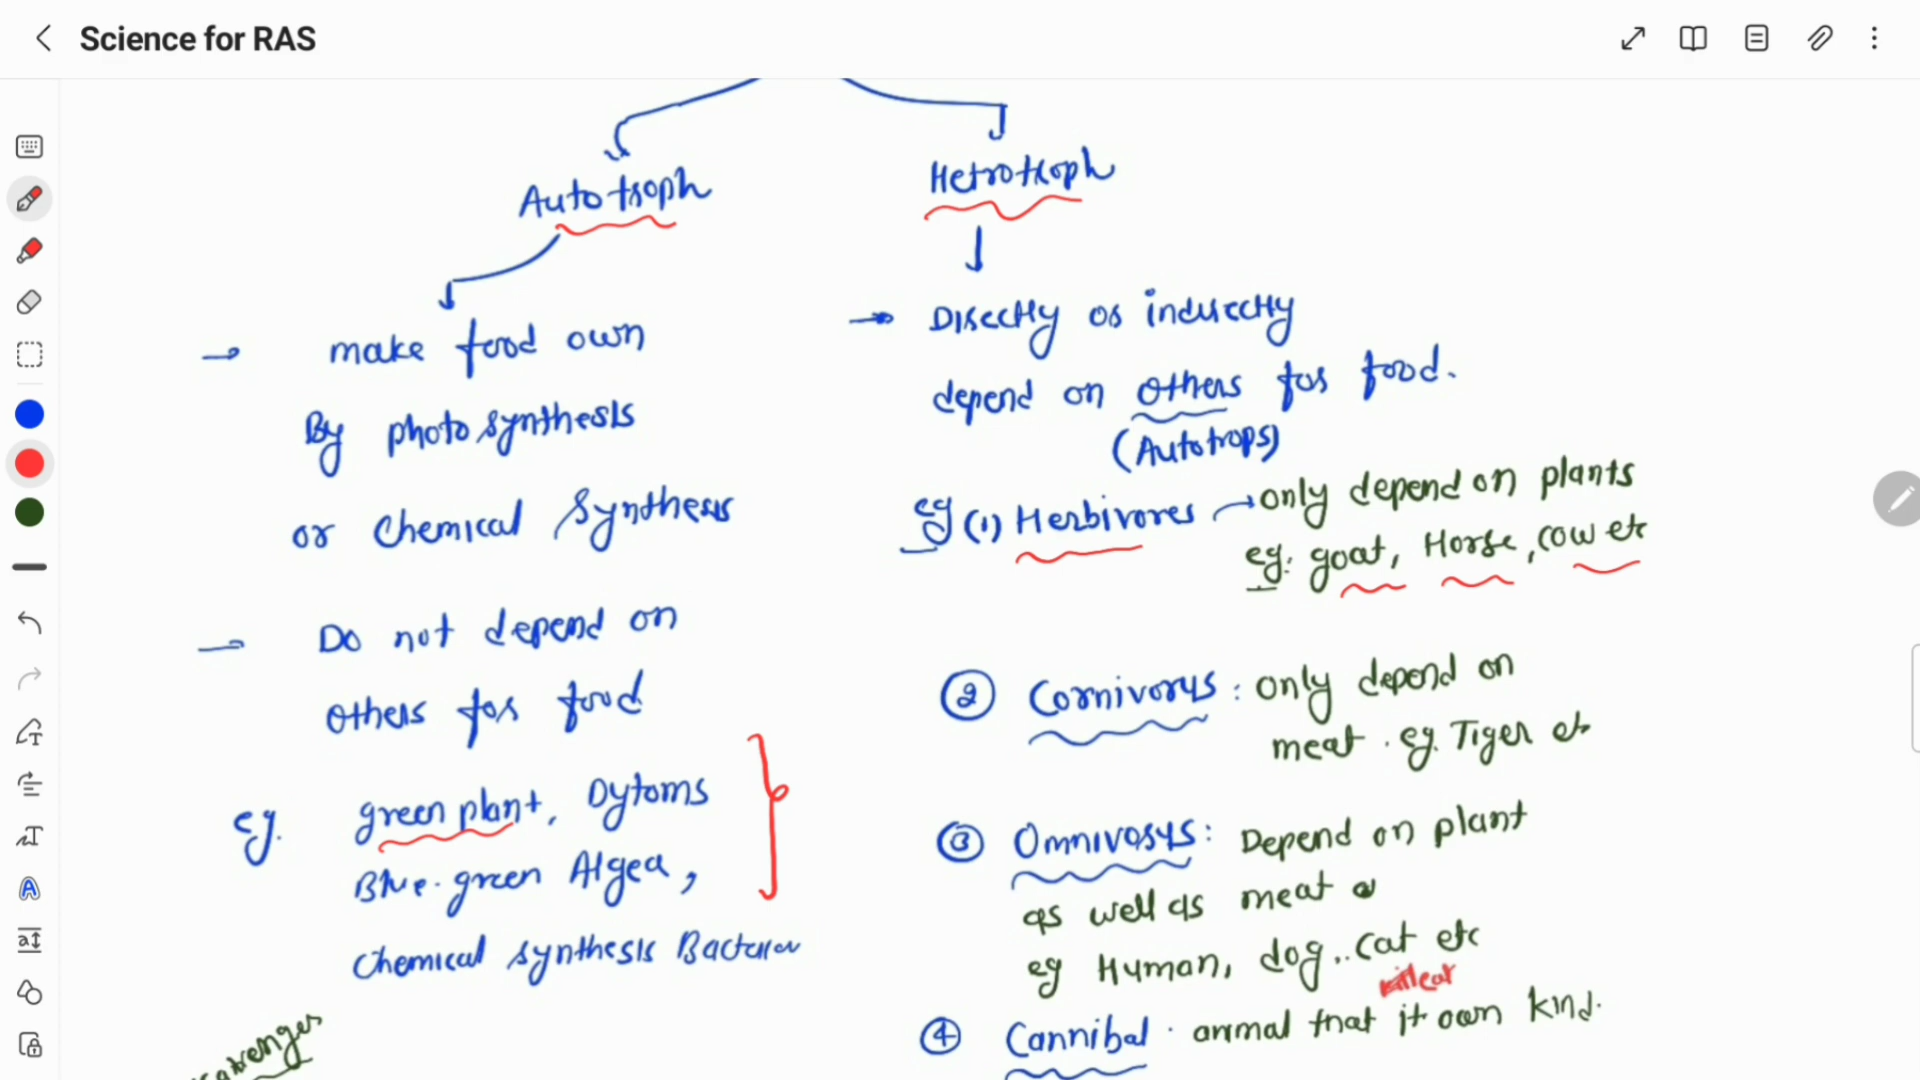 Science for RAS
Autotroph
Hetrotroph
make food own
By photosynthesis
or chemical synthesis
Do not depend on
others for food
eg. green plant, Dytoms
Blue-green Algea,
chemical synthesis Bacteria
Directly or indirectly
depend on others for food.
(Autotrops)
eg (1) Herbivores → only depend on plants
eg: goat, Horse, cow etc
② Cornivorys : only depend on
meat . eg. Tiger etc
③ Omnivorys : Depend on plant
as well as meat
eg Human, dog, cat etc
eat
④ Cannibal . animal that it own kind.